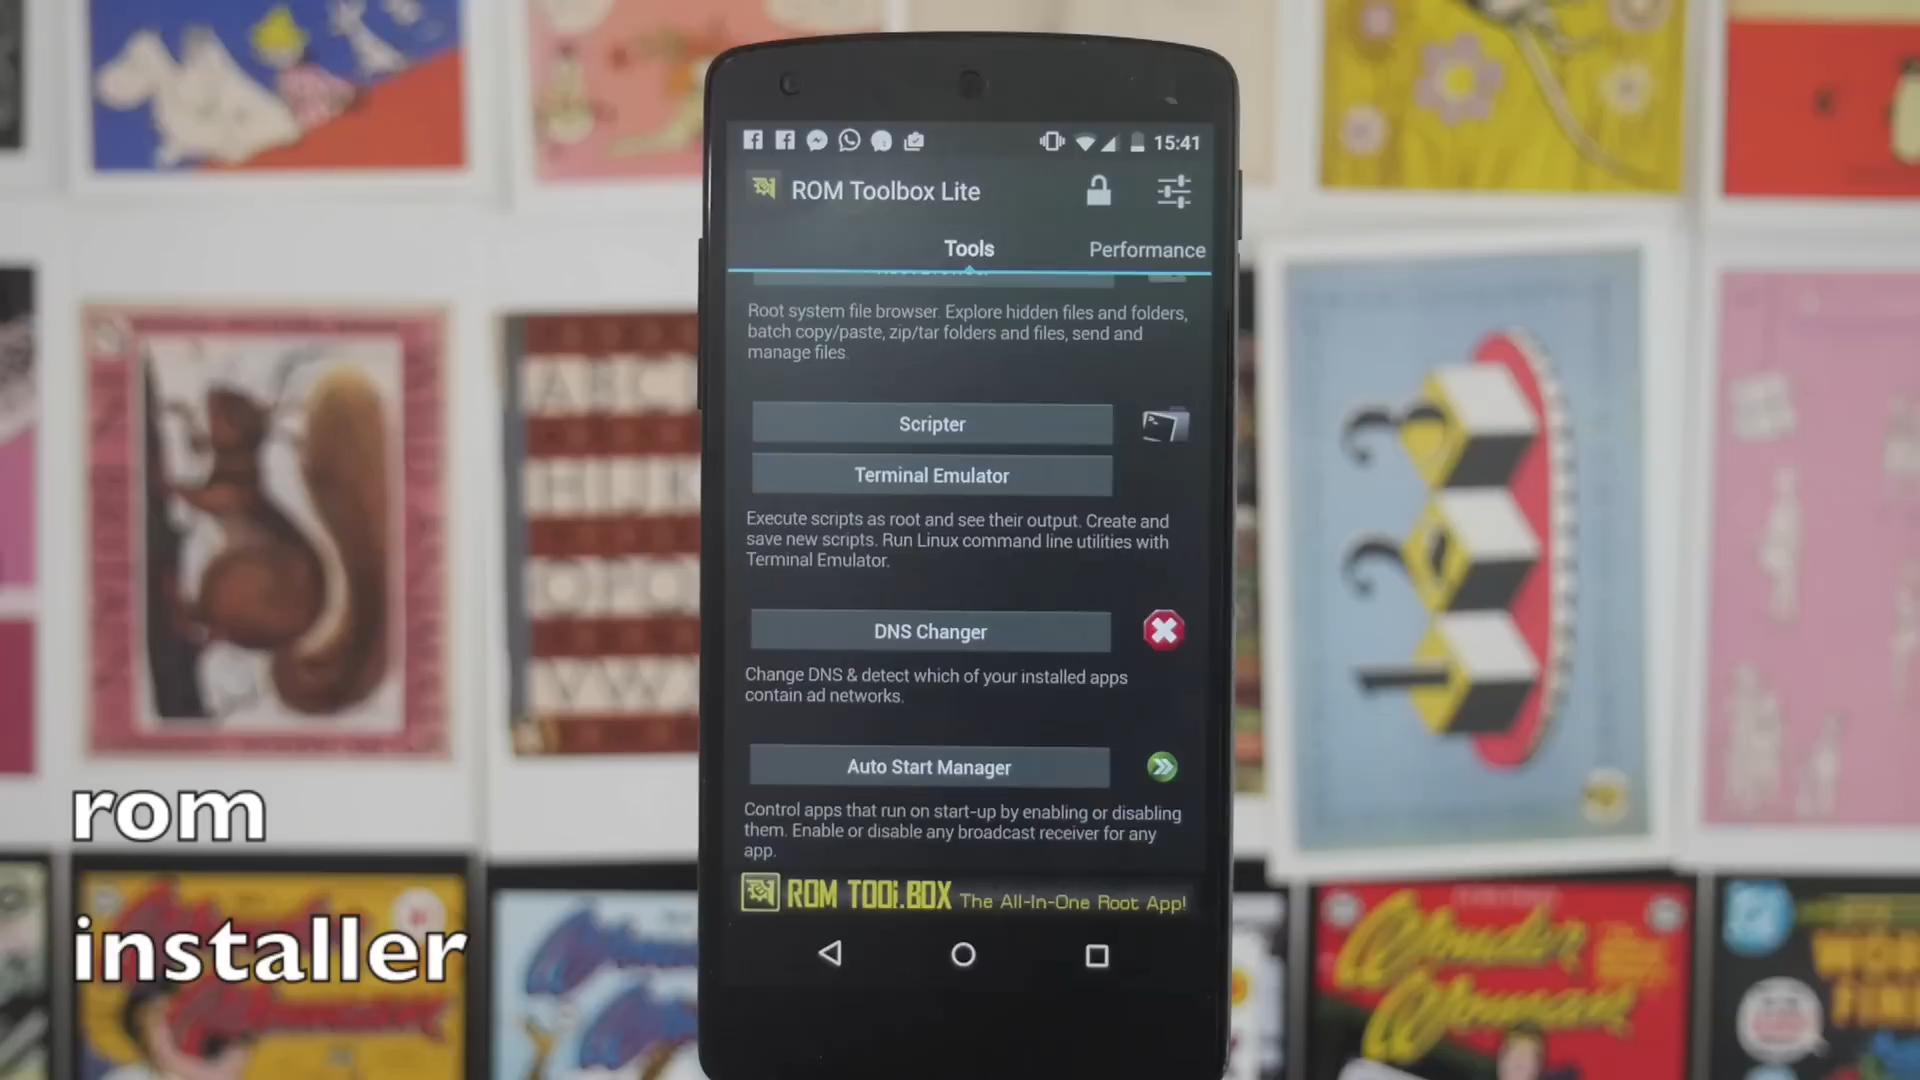 15:41
ROM Toolbox Lite
Tools
Performance
Root system file browser. Explore hidden files and folders,
batch copy/paste, zip/tar folders and files, send and
manage files.
Scripter
Terminal Emulator
Execute scripts as root and see their output. Create and
save new scripts. Run Linux command line utilities with
Terminal Emulator.
DNS Changer
Change DNS & detect which of your installed apps
contain ad networks.
Auto Start Manager
Control apps that run on start-up by enabling or disabling
them. Enable or disable any broadcast receiver for any
app.
ROM TOOLBOX The All-In-One Root App!
rom
installer
Wonder
Woman
1 2 3